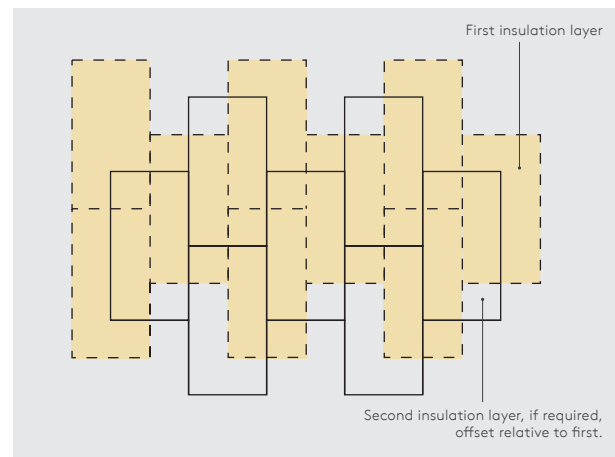 First insulation layer
Second insulation layer, if required,
offset relative to first.